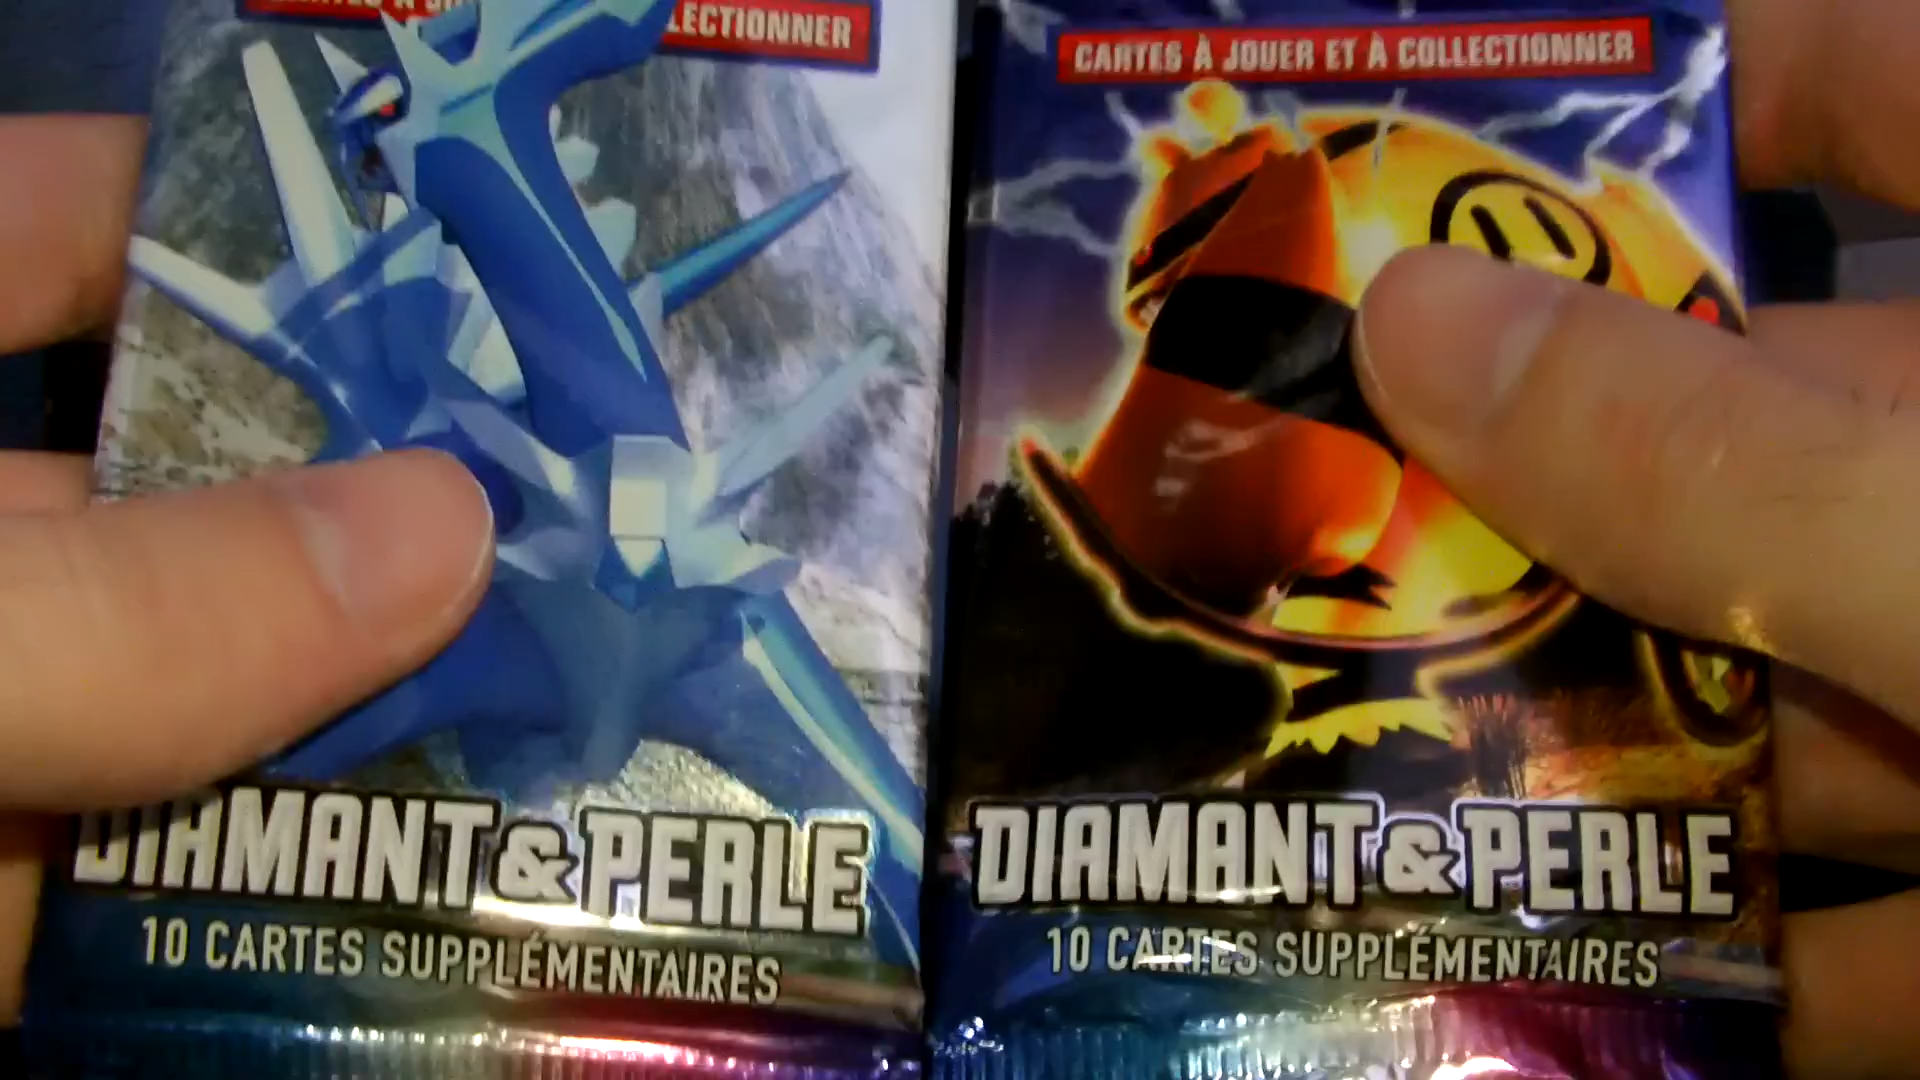 LECTIONNER
DIAMANT & PERLE
10 CARTES SUPPLÉMENTAIRES
CARTES À JOUER ET À COLLECTIONNER
DIAMANT & PERLE
10 CARTES SUPPLÉMENTAIRES